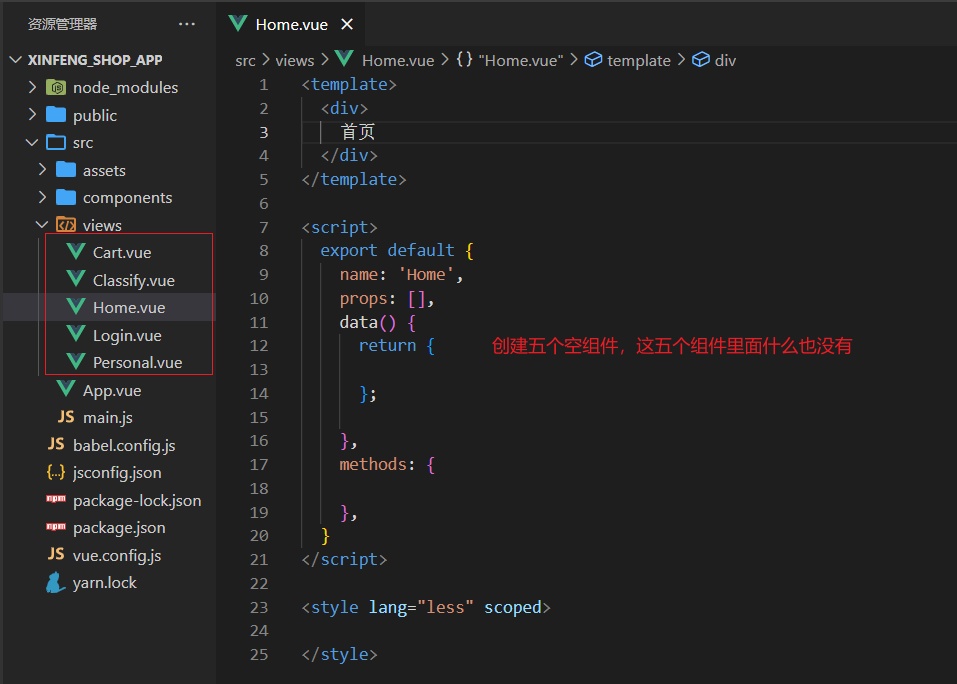 资源管理器 ···
XINFENG_SHOP_APP
node_modules
public
src
assets
components
views
Cart.vue
Classify.vue
Home.vue
Login.vue
Personal.vue
App.vue
JS main.js
JS babel.config.js
{..} jsconfig.json
npm package-lock.json
npm package.json
JS vue.config.js
yarn.lock
Home.vue ×
src > views > Home.vue > {} "Home.vue" > template > div
1 <template>
2 <div>
3 首页
4 </div>
5 </template>
6
7 <script>
8 export default {
9 name: 'Home',
10 props: [],
11 data() {
12 return { 创建五个空组件，这五个组件里面什么也没有
13
14 };
15
16 },
17 methods: {
18
19 },
20 }
21 </script>
22
23 <style lang="less" scoped>
24
25 </style>